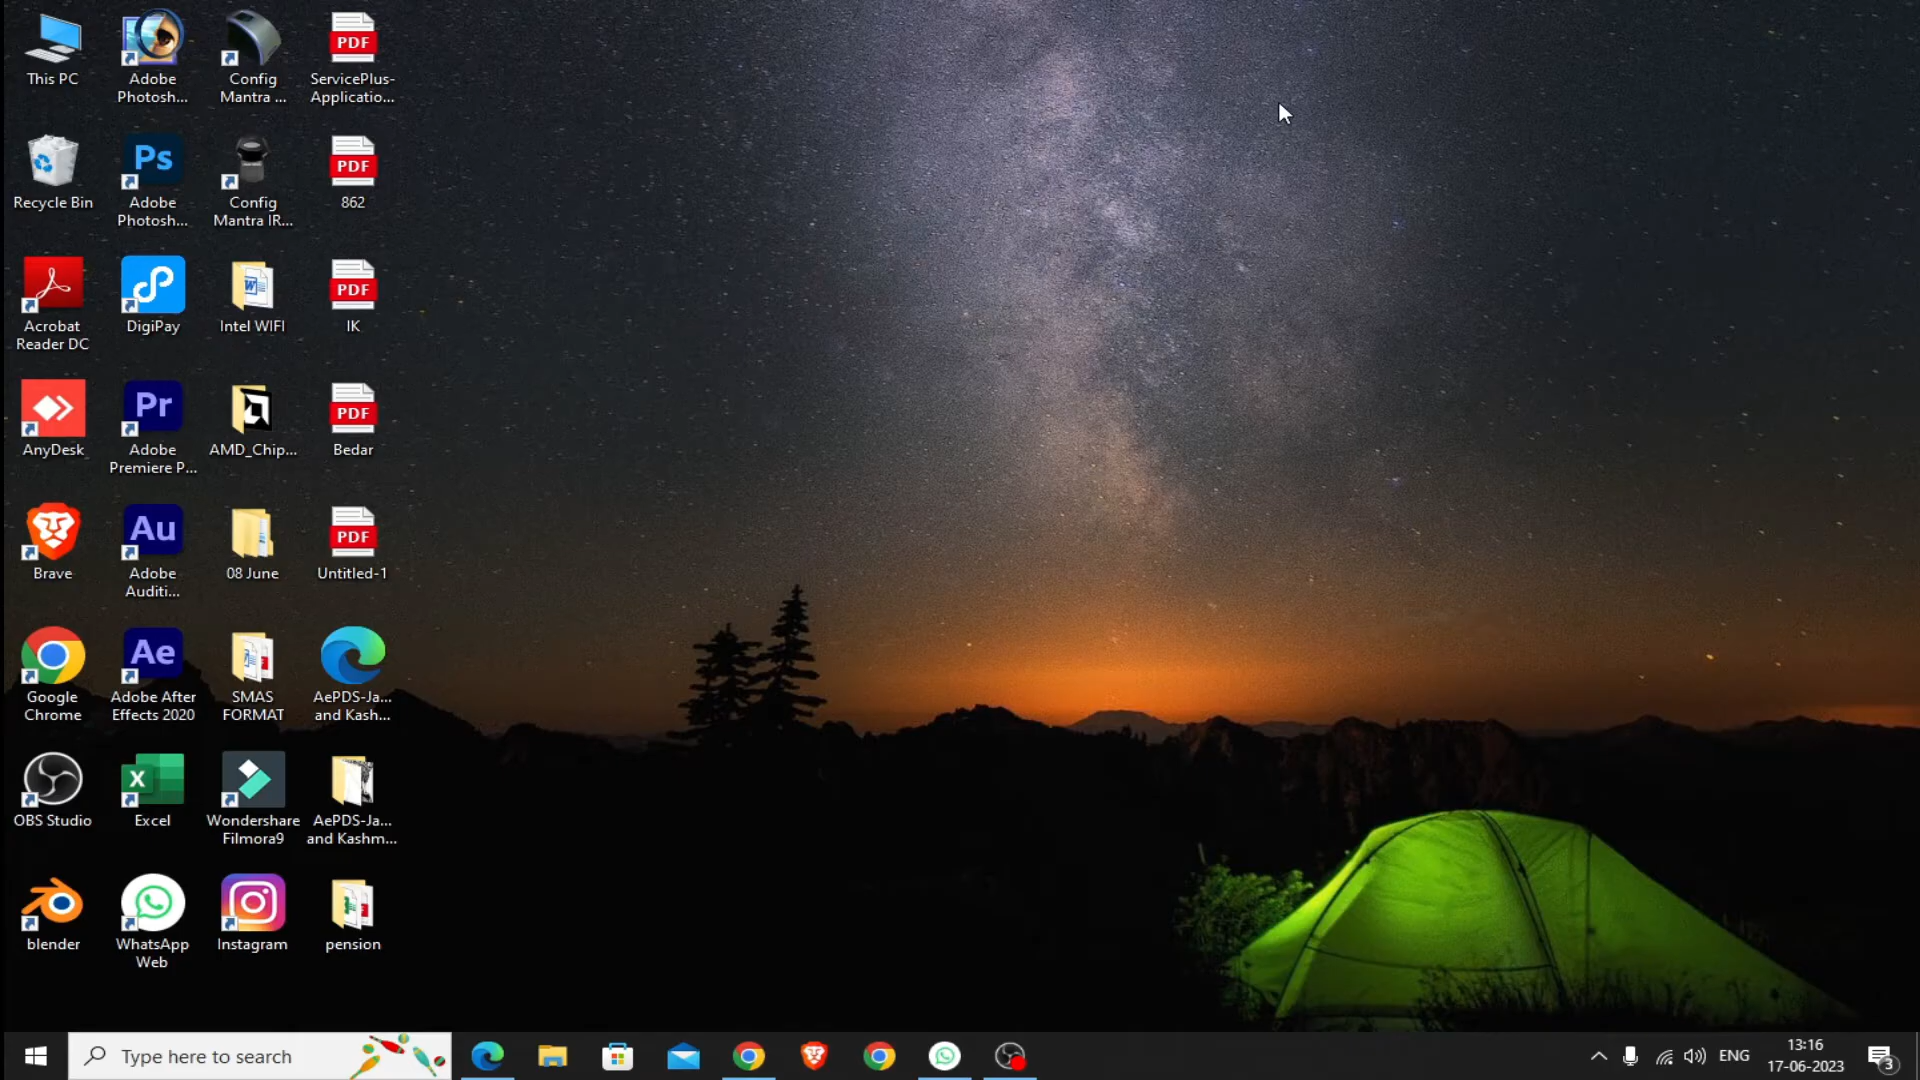 This PC
Adobe
Photosh...
Config
Mantra ...
PDF
ServicePlus-
Applicatio...
Recycle Bin
Ps
Adobe
Photosh...
Config
Mantra IR...
PDF
862
Acrobat
Reader DC
DigiPay
Intel WIFI
PDF
IK
AnyDesk
Pr
Adobe
Premiere P...
AMD_Chip...
PDF
Bedar
Brave
Au
Adobe
Auditi...
08 June
PDF
Untitled-1
Google
Chrome
Ae
Adobe After
Effects 2020
SMAS
FORMAT
AePDS-Ja...
and Kash...
OBS Studio
X
Excel
Wondershare
Filmora9
AePDS-Ja...
and Kashm...
blender
WhatsApp
Web
Instagram
pension
Type here to search
ENG
13:16
17-06-2023
3